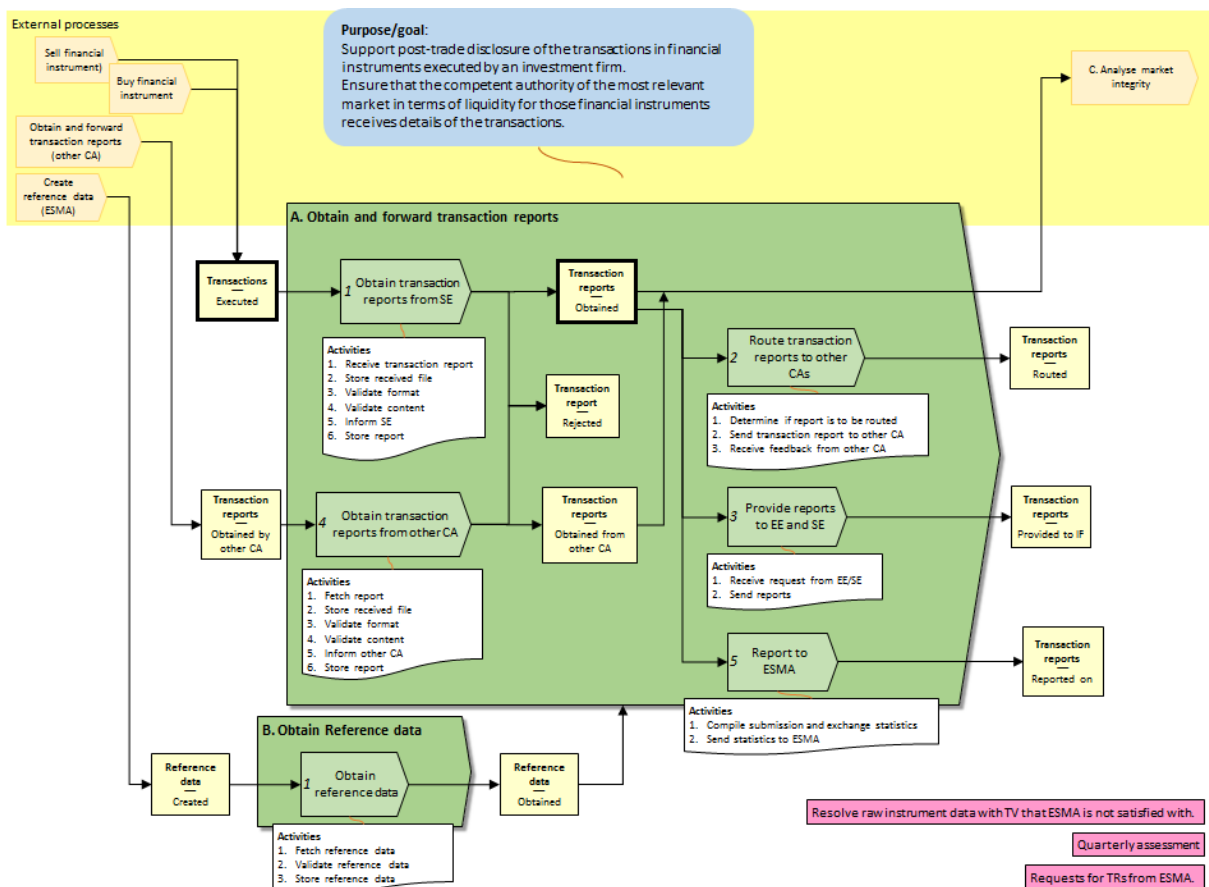 External processes
Sell financial
instrument)
Buy financial
instrument
Obtain and forward
transaction reports
(other CA)
Create
reference data
(ESMA)
Purpose/goal:
Support post-trade disclosure of the transactions in financial
instruments executed by an investment firm.
Ensure that the competent authority of the most relevant
market in terms of liquidity for those financial instruments
receives details of the transactions.
C. Analyse market
integrity
A. Obtain and forward transaction reports
Transactions
Executed
1 Obtain transaction
reports from SE
Transaction
reports
Obtained
Activities
1. Receive transaction report
2. Store received file
3. Validate format
4. Validate content
5. Inform SE
6. Store report
Transaction
report
Rejected
2 Route transaction
reports to other
CAs
Transaction
reports
Routed
Activities
1. Determine if report is to be routed
2. Send transaction report to other CA
3. Receive feedback from other CA
Transaction
reports
Obtained by
other CA
4 Obtain transaction
reports from other CA
Transaction
reports
Obtained from
other CA
3 Provide reports
to EE and SE
Transaction
reports
Provided to IF
Activities
1. Receive request from EE/SE
2. Send reports
Activities
1. Fetch report
2. Store received file
3. Validate format
4. Validate content
5. Inform other CA
6. Store report
5 Report to
ESMA
Transaction
reports
Reported on
Activities
1. Compile submission and exchange statistics
2. Send statistics to ESMA
B. Obtain Reference data
Reference
data
Created
1 Obtain
reference data
Reference
data
Obtained
Activities
1. Fetch reference data
2. Validate reference data
3. Store reference data
Resolve raw instrument data with TV that ESMA is not satisfied with.
Quarterly assessment
Requests for TRs from ESMA.